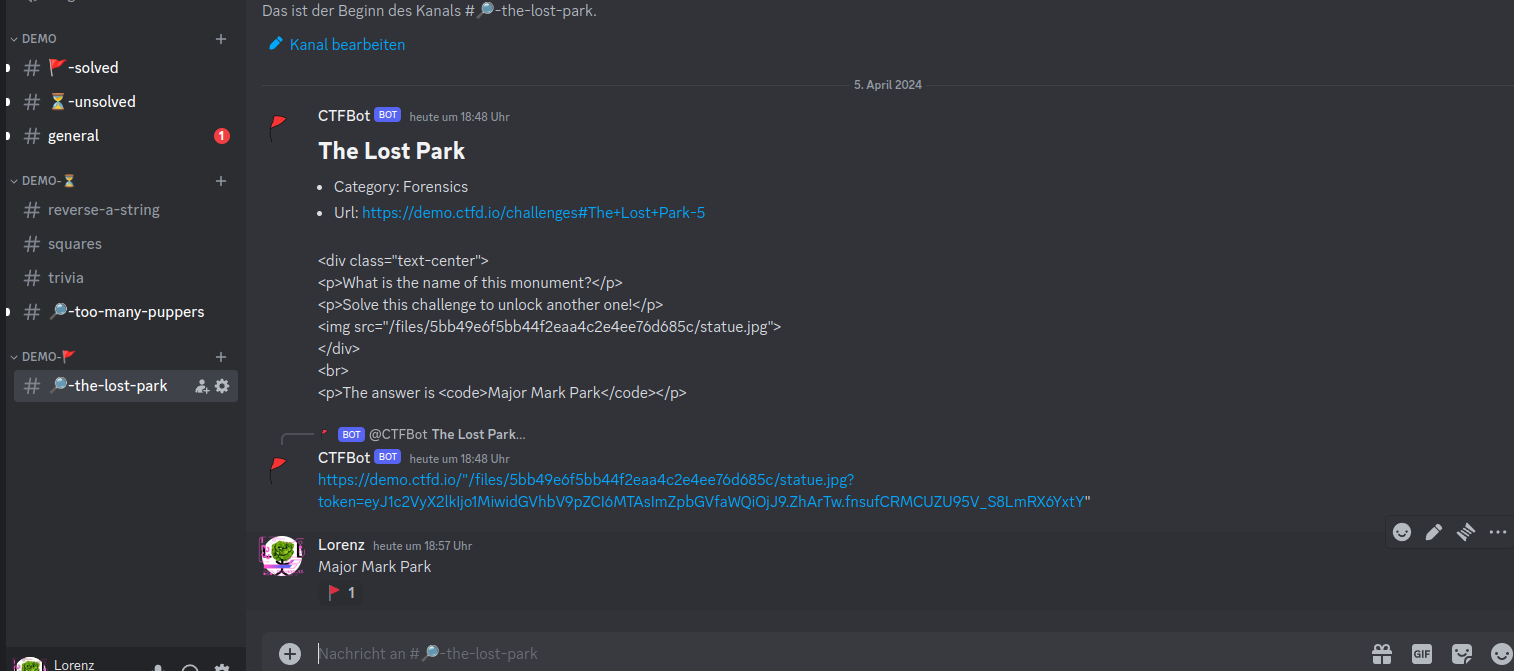 Das ist der Beginn des Kanals #🔎-the-lost-park.
Kanal bearbeiten
DEMO
🚩-solved
⏳-unsolved
general 1
DEMO-⏳
reverse-a-string
squares
trivia
🔎-too-many-puppers
DEMO-🚩
🔎-the-lost-park
Lorenz
5. April 2024
CTFBot BOT heute um 18:48 Uhr
The Lost Park
• Category: Forensics
• Url: https://demo.ctfd.io/challenges#The+Lost+Park-5
<div class="text-center">
<p>What is the name of this monument?</p>
<p>Solve this challenge to unlock another one!</p>
<img src="/files/5bb49e6f5bb44f2eaa4c2e4ee76d685c/statue.jpg">
</div>
<br>
<p>The answer is <code>Major Mark Park</code></p>
BOT @CTFBot The Lost Park...
CTFBot BOT heute um 18:48 Uhr
https://demo.ctfd.io/"/files/5bb49e6f5bb44f2eaa4c2e4ee76d685c/statue.jpg?
token=eyJ1c2VyX2lkIjo1MiwidGVhbV9pZCI6MTAsImZpbGVfaWQiOjJ9.ZhArTw.fnsufCRMCUZU95V_S8LmRX6YxtY"
Lorenz heute um 18:57 Uhr
Major Mark Park
🚩 1
Nachricht an #🔎-the-lost-park
GIF